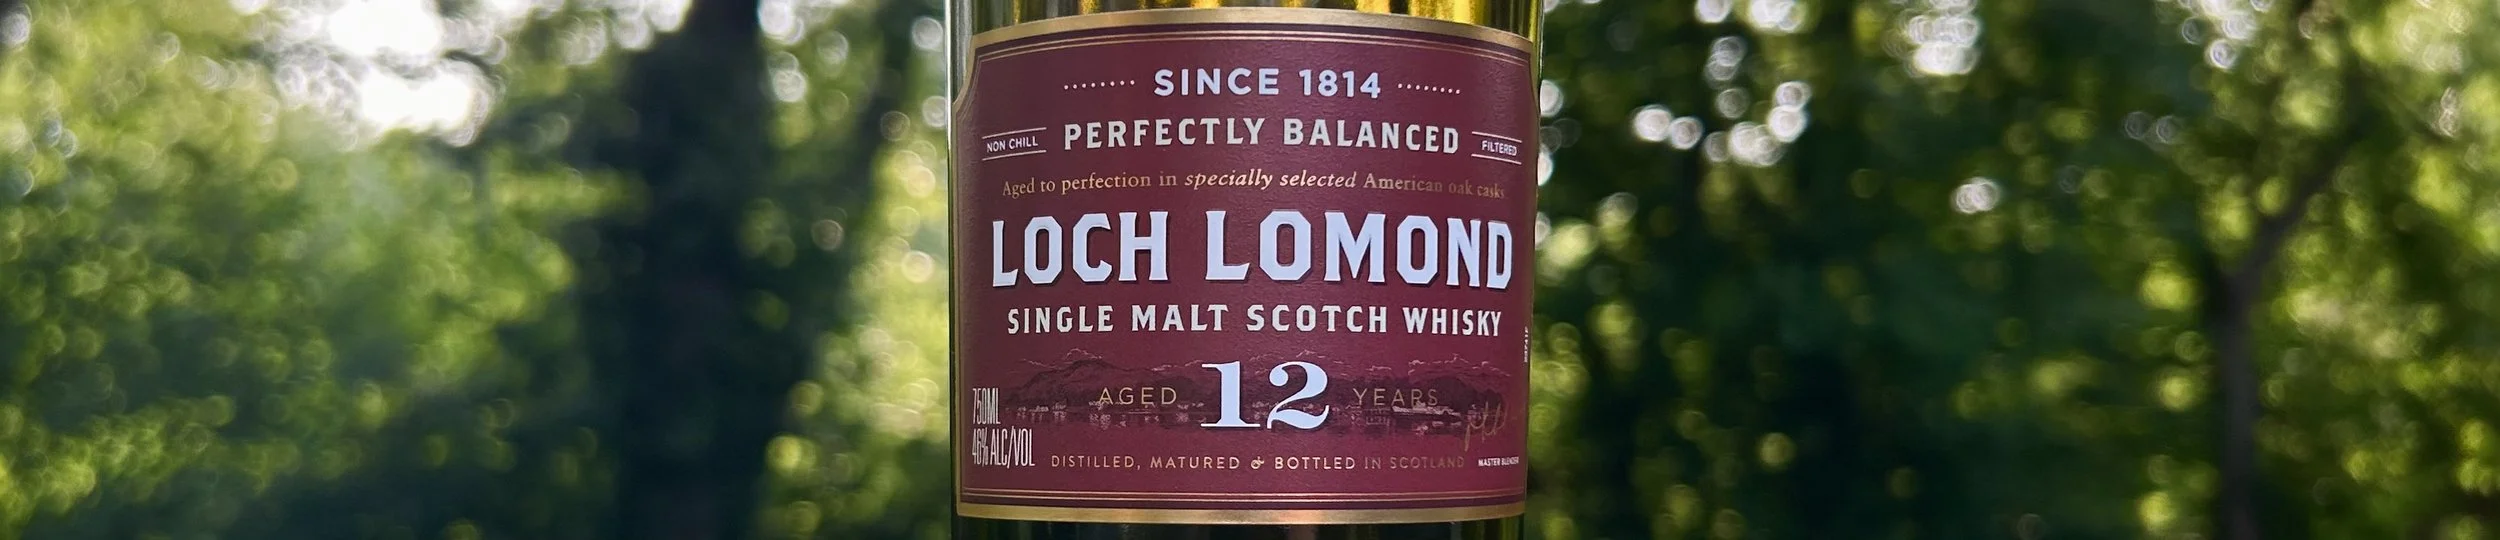 SINCE 1814
NON CHILL PERFECTLY BALANCED FILTERED
Aged to perfection in specially selected American oak casks
LOCH LOMOND
SINGLE MALT SCOTCH WHISKY
AGED 12 YEARS
750ML
46% ALC/VOL
DISTILLED, MATURED & BOTTLED IN SCOTLAND
MASTER BLENDER